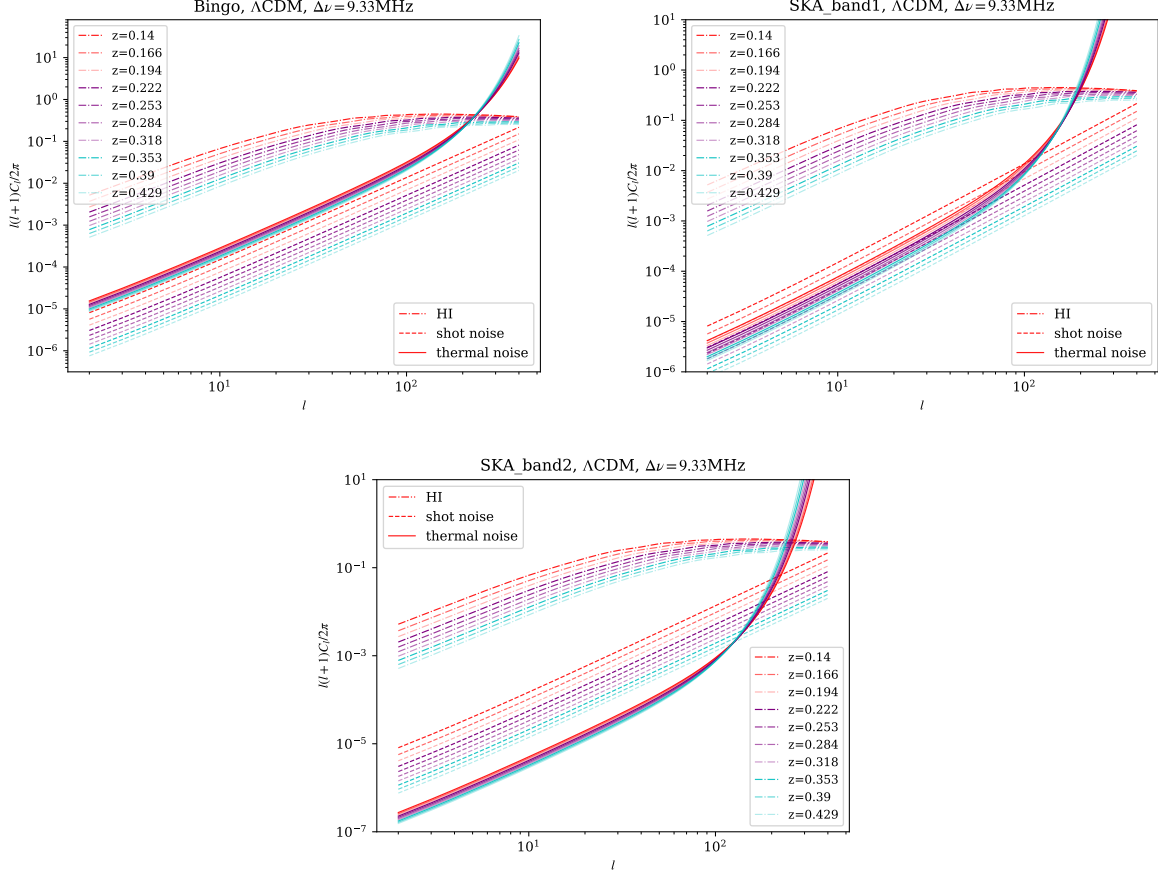 Bingo, ΛCDM, Δν=9.33MHz
l(l+1)C_l/2π
10^1
10^0
10^{-1}
10^{-2}
10^{-3}
10^{-4}
10^{-5}
10^{-6}
z=0.14
z=0.166
z=0.194
z=0.222
z=0.253
z=0.284
z=0.318
z=0.353
z=0.39
z=0.429
HI
shot noise
thermal noise
10^1
10^2
l
SKA_band1, ΛCDM, Δν=9.33MHz
l(l+1)C_l/2π
10^1
10^0
10^{-1}
10^{-2}
10^{-3}
10^{-4}
10^{-5}
10^{-6}
z=0.14
z=0.166
z=0.194
z=0.222
z=0.253
z=0.284
z=0.318
z=0.353
z=0.39
z=0.429
HI
shot noise
thermal noise
10^1
10^2
l
SKA_band2, ΛCDM, Δν=9.33MHz
l(l+1)C_l/2π
10^1
10^{-1}
10^{-3}
10^{-5}
10^{-7}
HI
shot noise
thermal noise
z=0.14
z=0.166
z=0.194
z=0.222
z=0.253
z=0.284
z=0.318
z=0.353
z=0.39
z=0.429
10^1
10^2
l